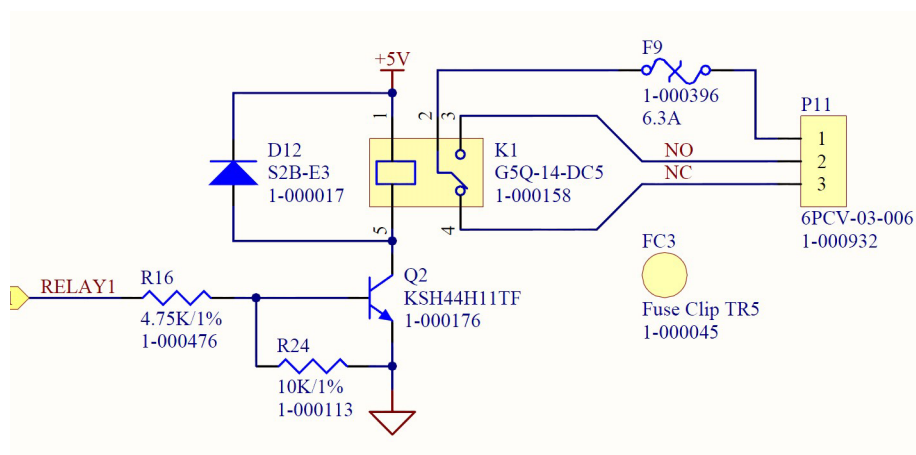 +5V
F9
1-000396
6.3A
P11
1
2
3
6PCV-03-006
1-000932
D12
S2B-E3
1-000017
1
2
3
4
5
K1
G5Q-14-DC5
1-000158
NO
NC
FC3
Fuse Clip TR5
1-000045
RELAY1
R16
4.75K/1%
1-000476
Q2
KSH44H11TF
1-000176
R24
10K/1%
1-000113